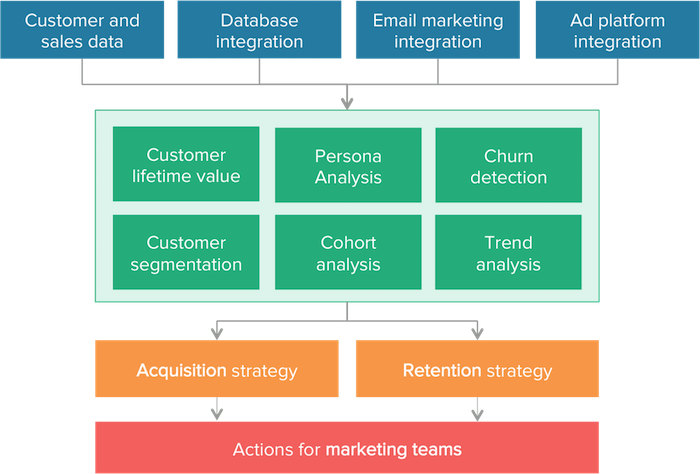 Customer and
sales data
Database
integration
Email marketing
integration
Ad platform
integration
Customer
lifetime value
Persona
Analysis
Churn
detection
Customer
segmentation
Cohort
analysis
Trend
analysis
Acquisition strategy
Retention strategy
Actions for marketing teams